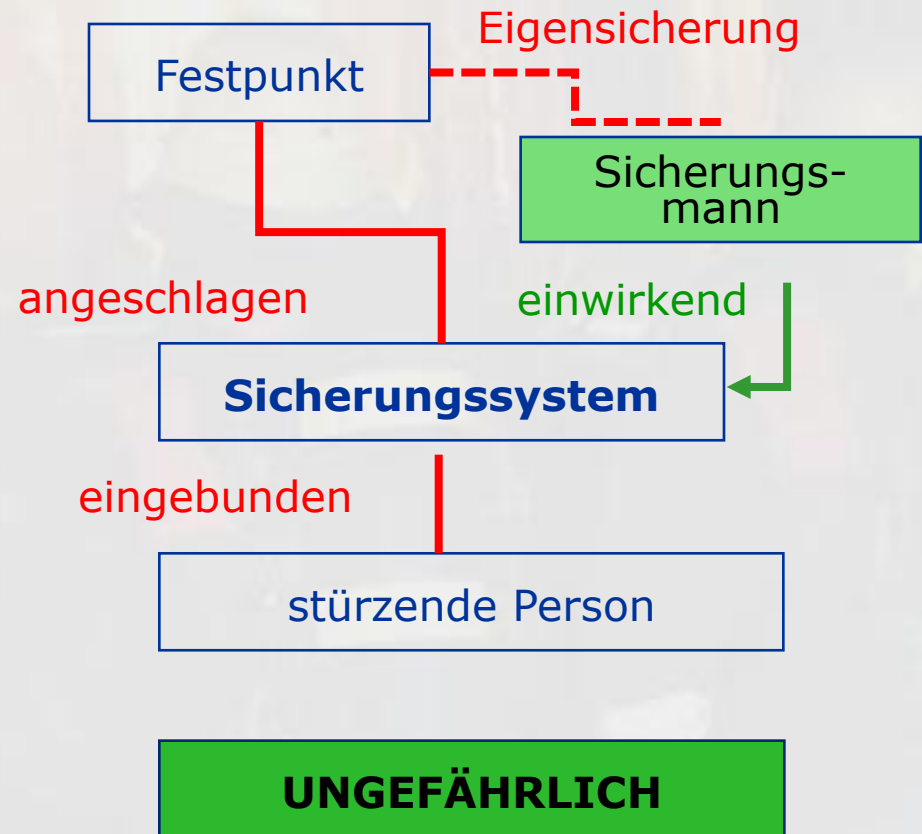 Eigensicherung
Festpunkt
Sicherungs-
mann
angeschlagen
einwirkend
Sicherungssystem
eingebunden
stürzende Person
UNGEFÄHRLICH